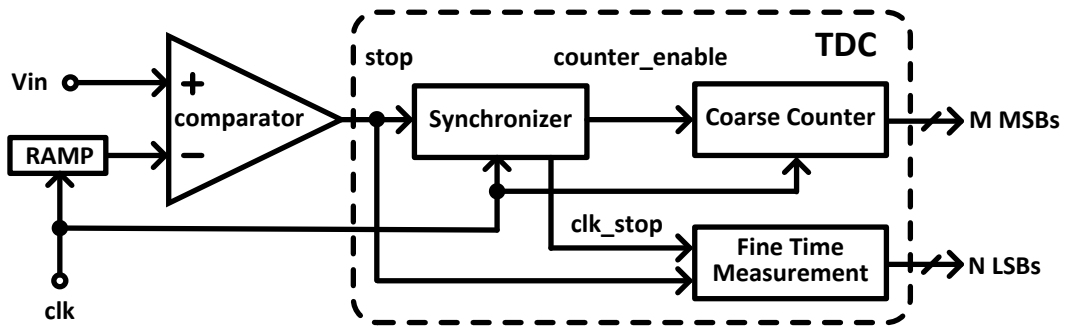 TDC
stop
counter_enable
Vin
+
comparator
−
RAMP
Synchronizer
Coarse Counter
M MSBs
clk_stop
Fine Time
Measurement
N LSBs
clk